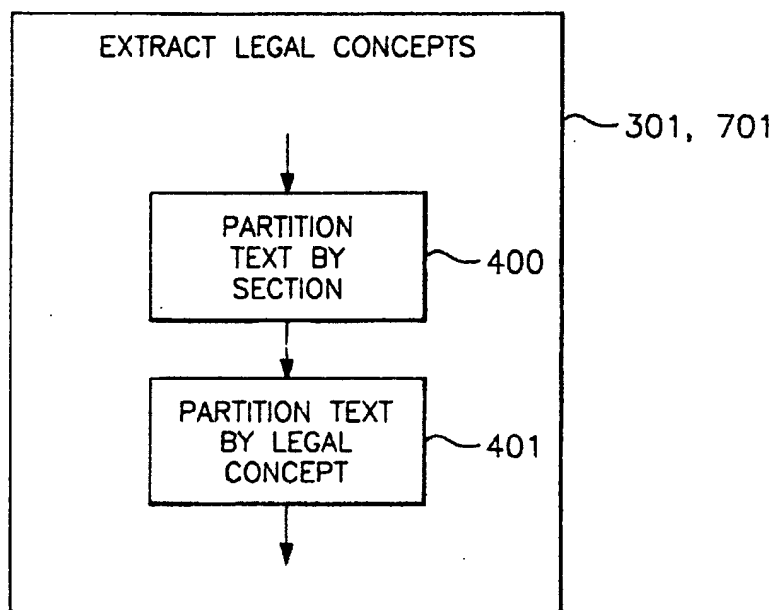 EXTRACT LEGAL CONCEPTS
301, 701
PARTITION
TEXT BY
SECTION
400
PARTITION TEXT
BY LEGAL
CONCEPT
401